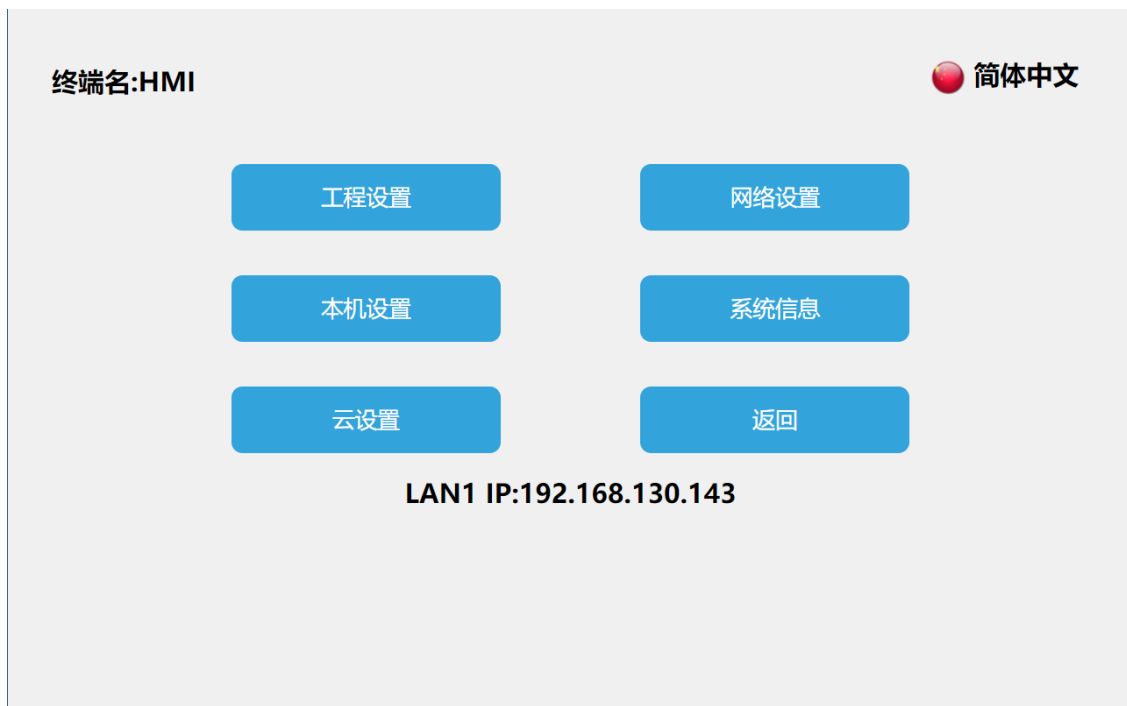 终端名:HMI
简体中文
工程设置
网络设置
本机设置
系统信息
云设置
返回
LAN1 IP:192.168.130.143